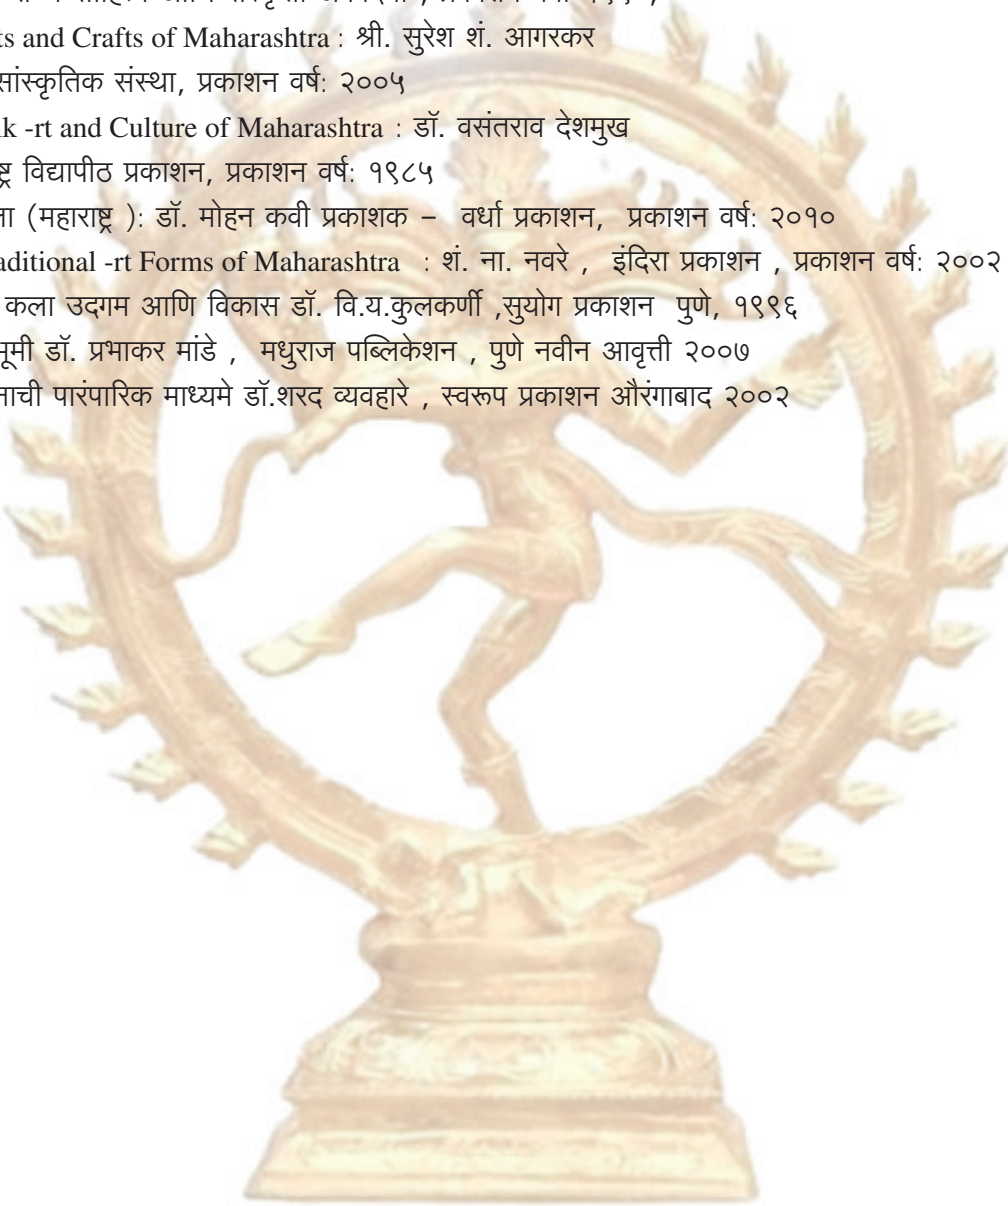 ts and Crafts of Maharashtra : श्री. सुरेश शं. आगरकर
सांस्कृतिक संस्था, प्रकाशन वर्ष: २००५
lk -rt and Culture of Maharashtra : डॉ. वसंतराव देशमुख
ष्ट्र विद्यापीठ प्रकाशन, प्रकाशन वर्ष: १९८५
ला (महाराष्ट्र ): डॉ. मोहन कवी प्रकाशक – वर्धा प्रकाशन, प्रकाशन वर्ष: २०१०
aditional -rt Forms of Maharashtra : शं. ना. नवरे , इंदिरा प्रकाशन , प्रकाशन वर्ष: २००२
कला उदगम आणि विकास डॉ. वि.य.कुलकर्णी ,सुयोग प्रकाशन पुणे, १९९६
भूमी डॉ. प्रभाकर मांडे , मधुराज पब्लिकेशन , पुणे नवीन आवृत्ती २००७
नाची पारंपारिक माध्यमे डॉ.शरद व्यवहारे , स्वरूप प्रकाशन औरंगाबाद २००२